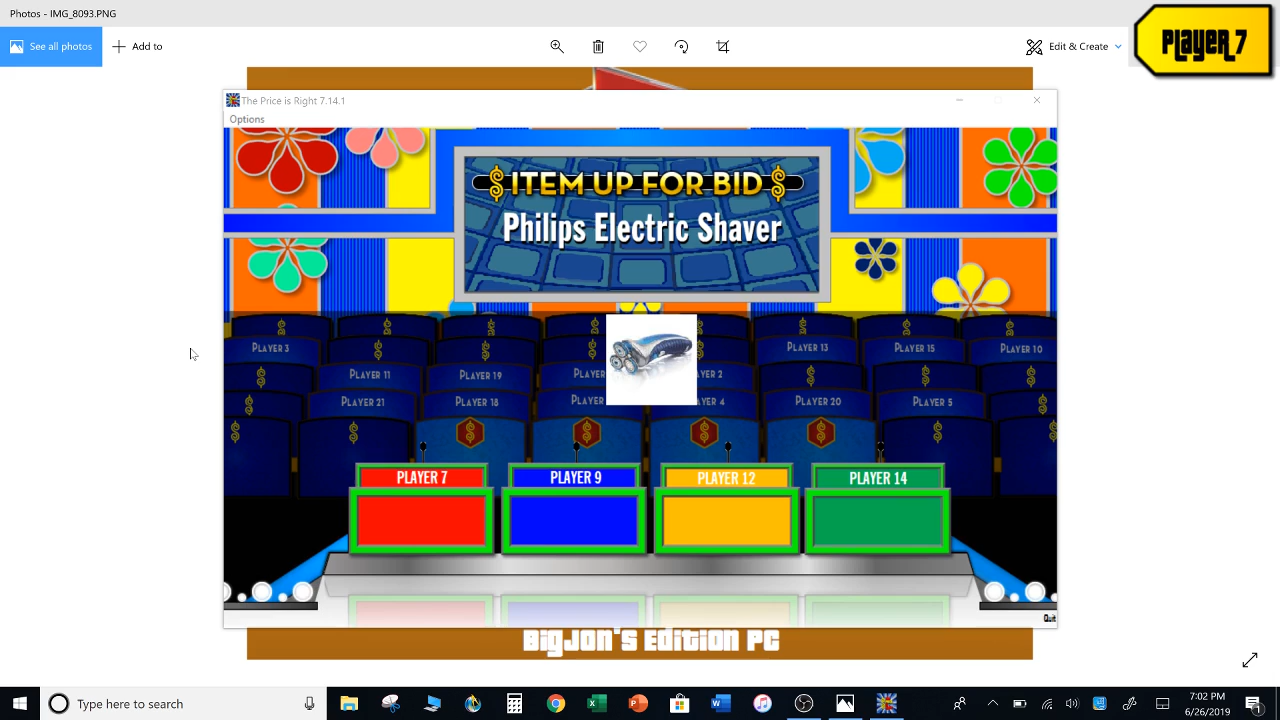 Photos - IMG_8093.PNG
See all photos
Add to
Edit & Create
Player 7
The Price is Right 7.14.1
Options
$ITEM UP FOR BID$
Philips Electric Shaver
PLAYER 3
PLAYER 13
PLAYER 15
PLAYER 10
PLAYER 11
PLAYER 19
PLAYER 21
PLAYER 18
PLAYER 4
PLAYER 20
PLAYER 5
PLAYER 7
PLAYER 9
PLAYER 12
PLAYER 14
Quit
BigJon's Edition PC
Type here to search
7:02 PM
6/26/2019